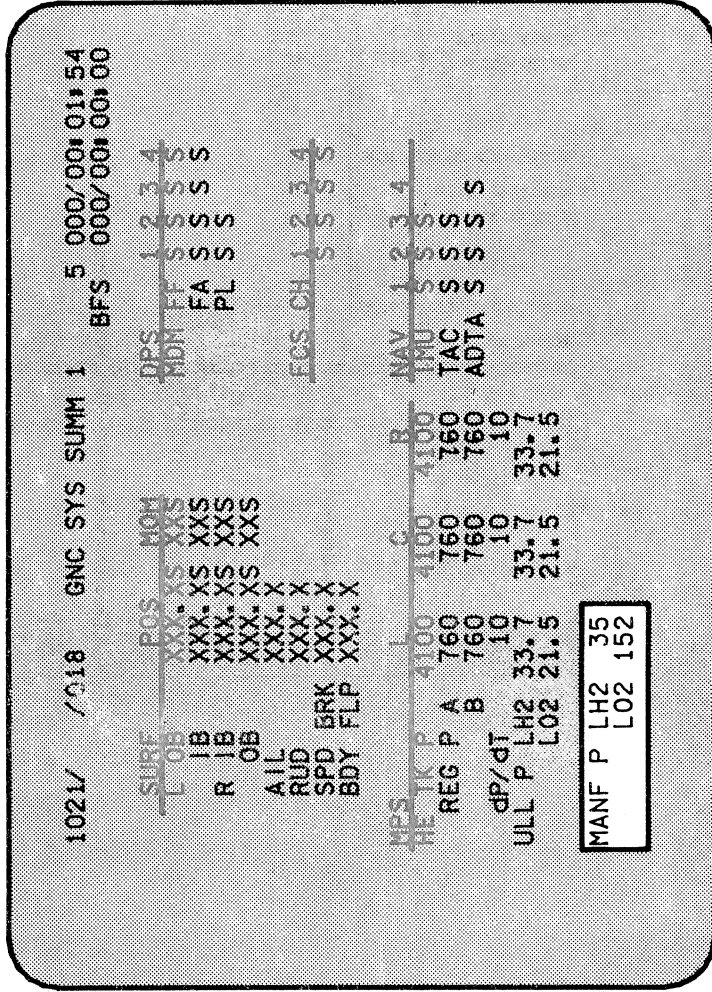 1021/ /018 GNC SYS SUMM 1 5 000/00:01:54
BFS 000/00:00:00
SURF POS MOM DPS 1 2 3 4
L OB XXX.XS XXS MDM FF S S S S
IB XXX.XS XXS FA S S S S
R IB XXX.XS XXS PL S S
OB XXX.XS XXS
AIL XXX.X
RUD XXX.X FCS CH 1 2 3 4
SPD BRK XXX.X S S S S
BDY FLP XXX.X
MPS L C R NAV 1 2 3 4
HE TK P 4100 4100 4100 IMU S S S
REG P A 760 760 760 TAC S S S
B 760 760 760 ADTA S S S S
dP/dT 10 10 10
ULL P LH2 33.7 33.7 33.7
LO2 21.5 21.5 21.5
MANF P LH2 35
LO2 152